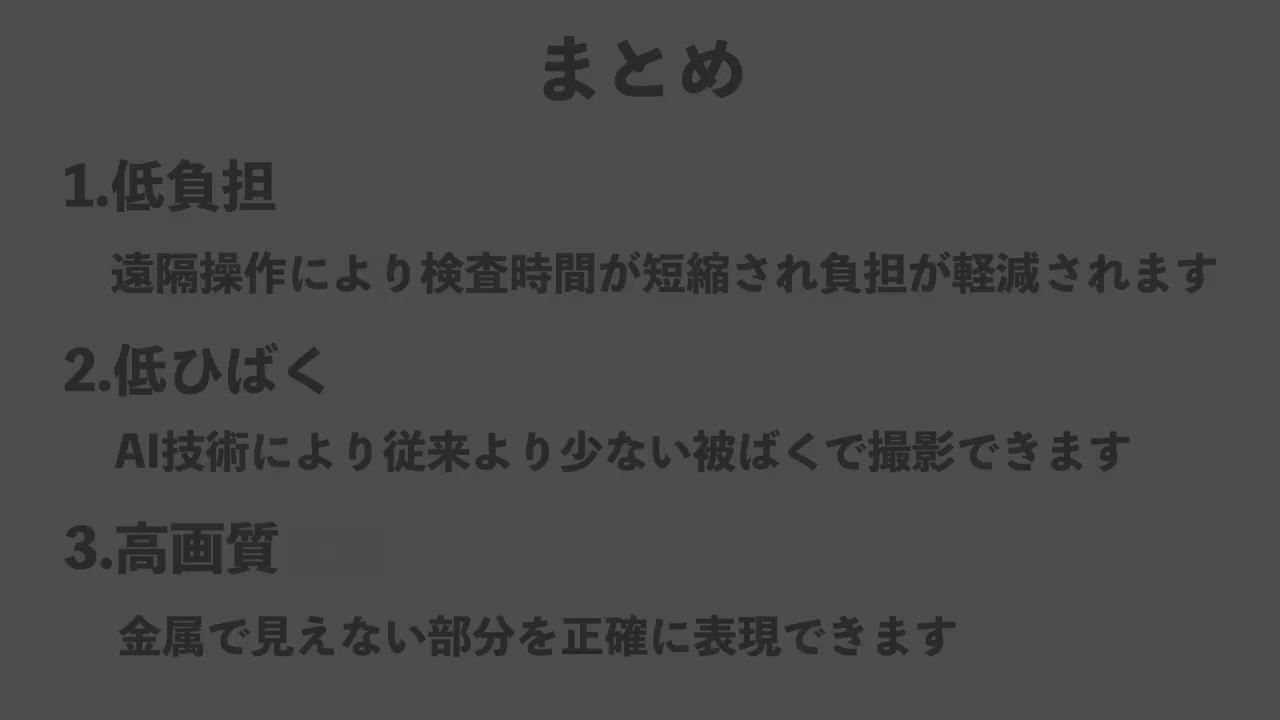 まとめ
1.低負担
遠隔操作により検査時間が短縮され負担が軽減されます
2.低ひばく
AI技術により従来より少ない被ばくで撮影できます
3.高画質
金属で見えない部分を正確に表現できます